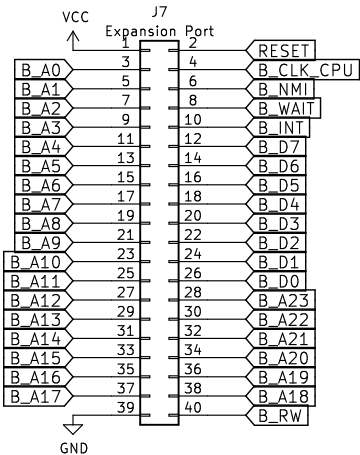 J7
VCC
Expansion Port
1 2 RESET
B_A0 3 4 B_CLK_CPU
B_A1 5 6 B_NMI
B_A2 7 8 B_WAIT
B_A3 9 10 B_INT
B_A4 11 12 B_D7
B_A5 13 14 B_D6
B_A6 15 16 B_D5
B_A7 17 18 B_D4
B_A8 19 20 B_D3
B_A9 21 22 B_D2
B_A10 23 24 B_D1
B_A11 25 26 B_D0
B_A12 27 28 B_A23
B_A13 29 30 B_A22
B_A14 31 32 B_A21
B_A15 33 34 B_A20
B_A16 35 36 B_A19
B_A17 37 38 B_A18
39 40 B_RW
GND